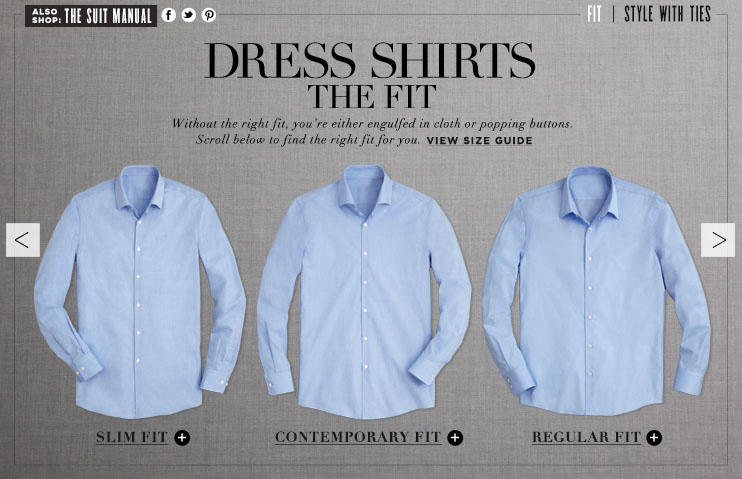 ALSO SHOP: THE SUIT MANUAL
FIT | STYLE WITH TIES
DRESS SHIRTS
THE FIT
Without the right fit, you're either engulfed in cloth or popping buttons.
Scroll below to find the right fit for you. VIEW SIZE GUIDE
< >
SLIM FIT + CONTEMPORARY FIT + REGULAR FIT +